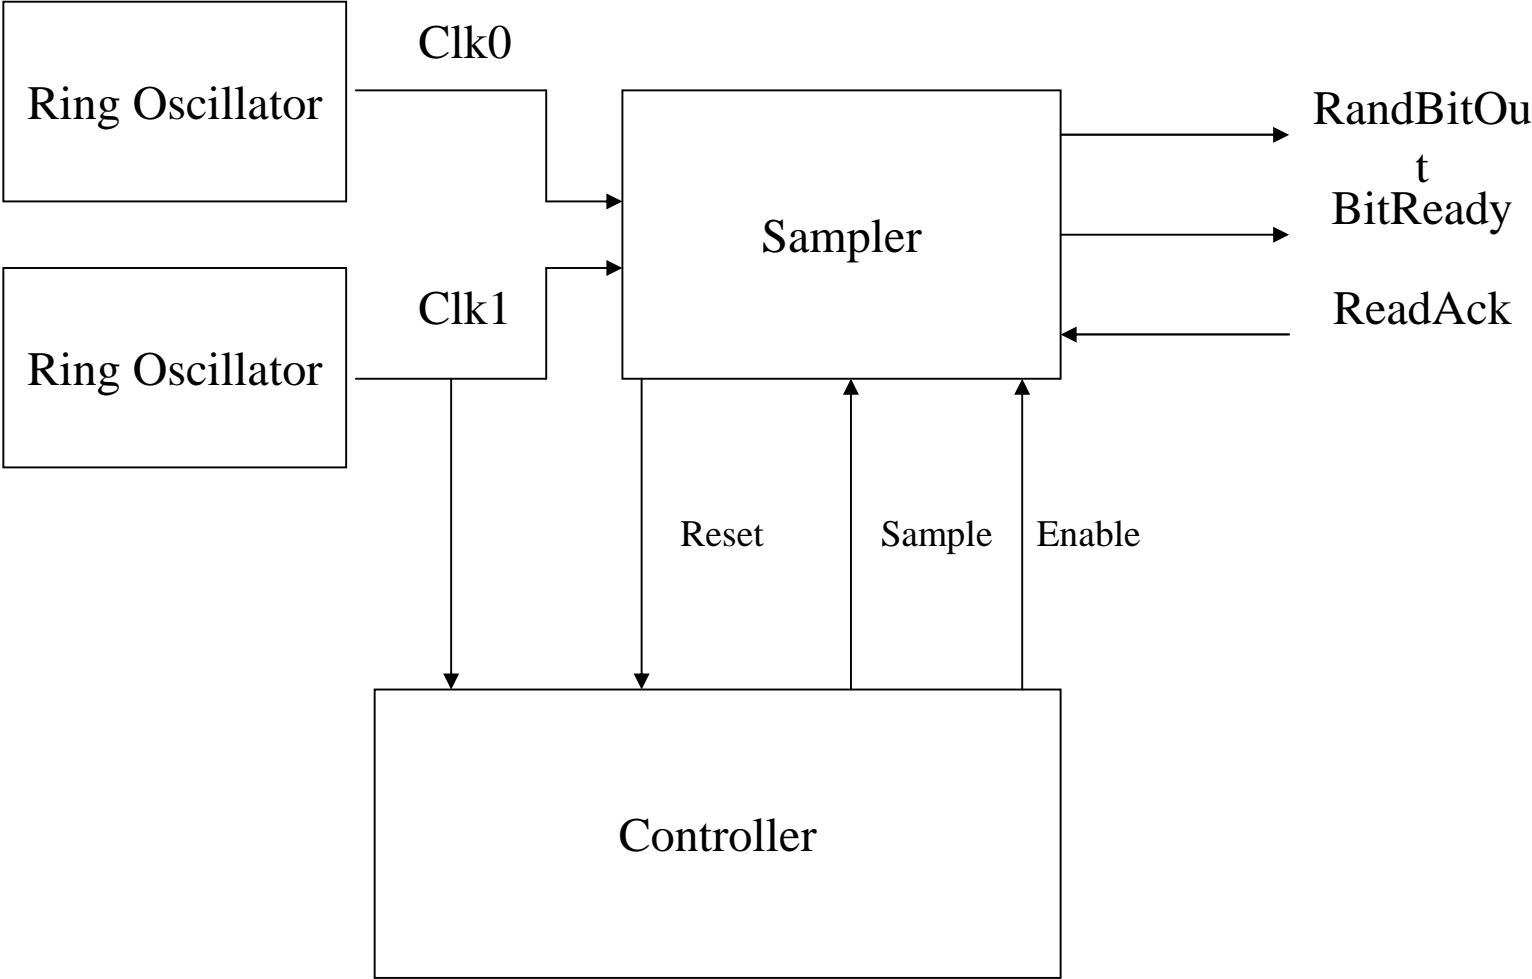 Clk0
Ring Oscillator
RandBitOu
t
BitReady
Sampler
Clk1
ReadAck
Ring Oscillator
Reset
Sample
Enable
Controller